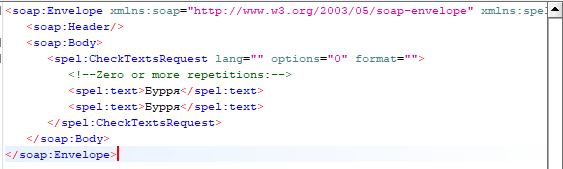 <soap:Envelope xmlns:soap="http://www.w3.org/2003/05/soap-envelope" xmlns:spel
<soap:Header/>
<soap:Body>
<spel:CheckTextsRequest lang="" options="0" format="">
<!--Zero or more repetitions:-->
<spel:text>Бурря</spel:text>
<spel:text>Бурря</spel:text>
</spel:CheckTextsRequest>
</soap:Body>
</soap:Envelope>